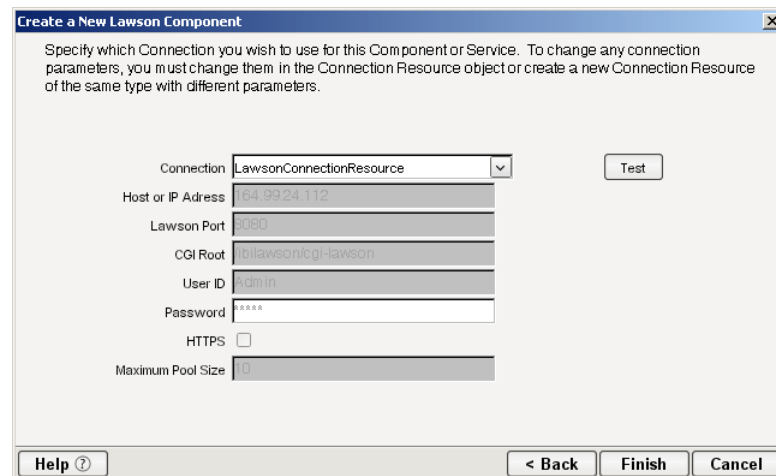 Create a New Lawson Component
Specify which Connection you wish to use for this Component or Service. To change any connection
parameters, you must change them in the Connection Resource object or create a new Connection Resource
of the same type with different parameters.
Connection LawsonConnectionResource Test
Host or IP Adress 164.99.24.112
Lawson Port 8080
CGI Root /ibilawson/cgi-lawson
User ID Admin
Password *****
HTTPS
Maximum Pool Size 10
Help ? < Back Finish Cancel